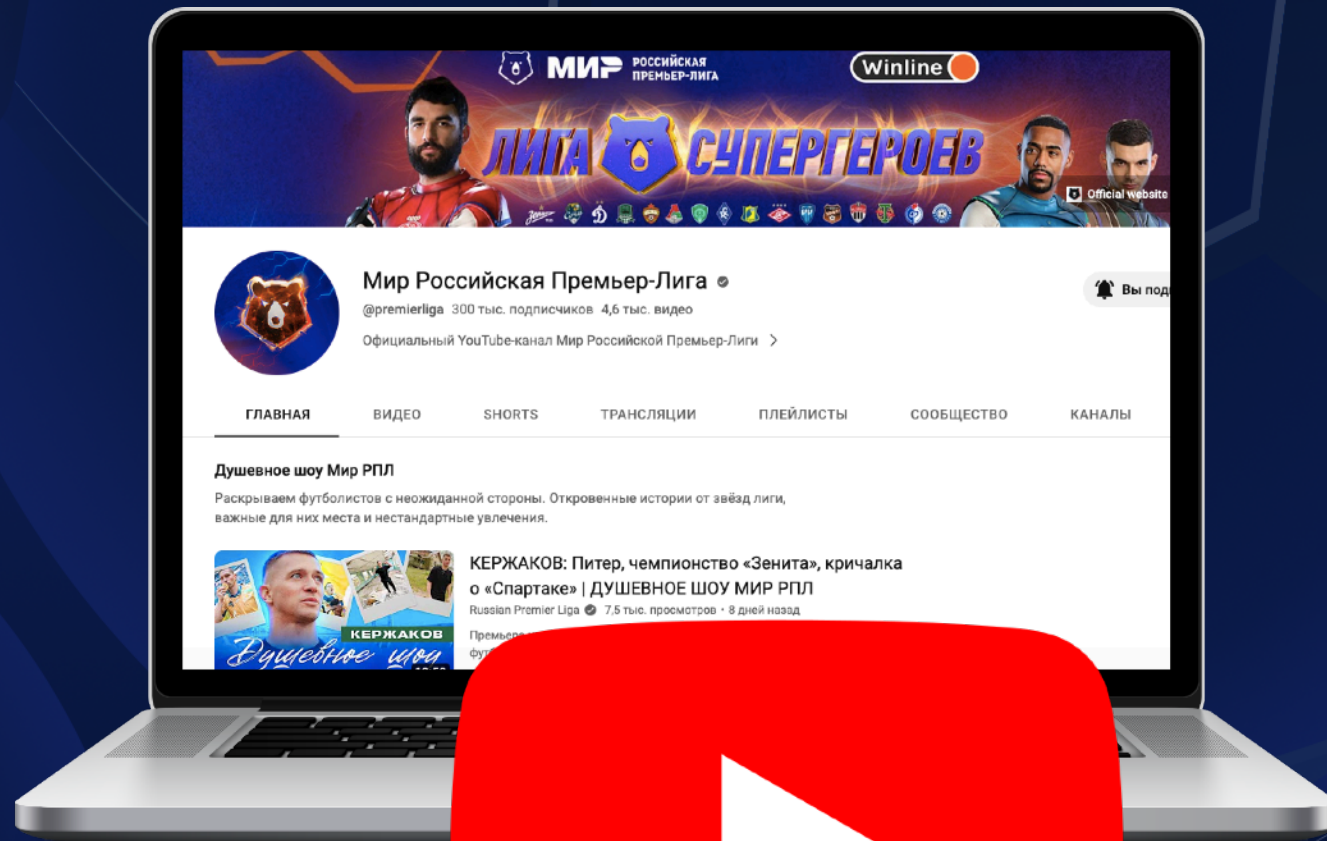 МИР РОССИЙСКАЯ ПРЕМЬЕР-ЛИГА
Winline
ЛИГА СУПЕРГЕРОЕВ
Official website
Мир Российская Премьер-Лига
@premierliga 300 тыс. подписчиков 4,6 тыс. видео
Официальный YouTube-канал Мир Российской Премьер-Лиги
Вы под
ГЛАВНАЯ ВИДЕО SHORTS ТРАНСЛЯЦИИ ПЛЕЙЛИСТЫ СООБЩЕСТВО КАНАЛЫ
Душевное шоу Мир РПЛ
Раскрываем футболистов с неожиданной стороны. Откровенные истории от звёзд лиги,
важные для них места и нестандартные увлечения.
КЕРЖАКОВ: Питер, чемпионство «Зенита», кричалка
о «Спартаке» | ДУШЕВНОЕ ШОУ МИР РПЛ
Russian Premier Liga 7,5 тыс. просмотров • 8 дней назад
КЕРЖАКОВ
Душевное шоу